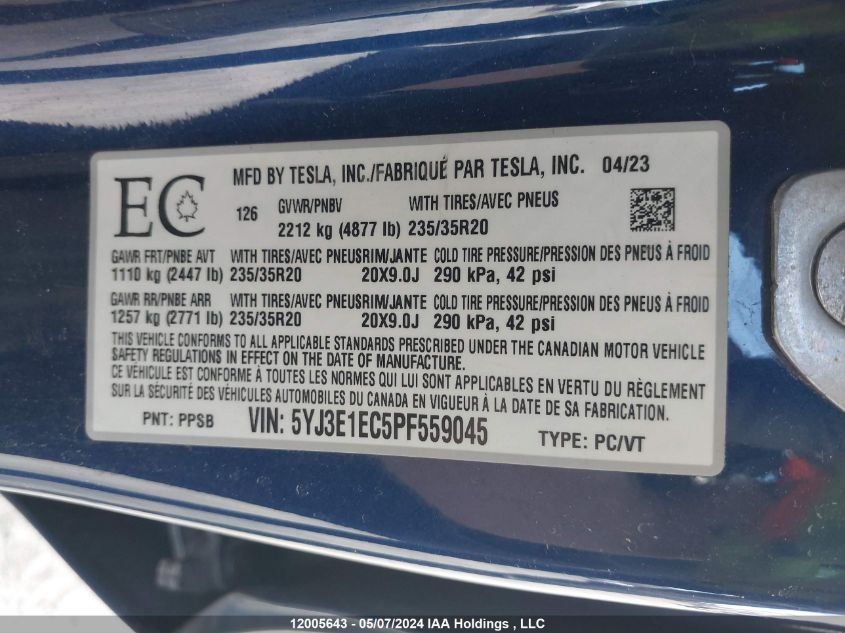 EC
MFD BY TESLA, INC./FABRIQUÉ PAR TESLA, INC. 04/23
126 GVWR/PNBV WITH TIRES/AVEC PNEUS
2212 kg (4877 lb) 235/35R20
GAWR FRT/PNBE AVT WITH TIRES/AVEC PNEUS RIM/JANTE COLD TIRE PRESSURE/PRESSION DES PNEUS À FROID
1110 kg (2447 lb) 235/35R20 20X9.0J 290 kPa, 42 psi
GAWR RR/PNBE ARR WITH TIRES/AVEC PNEUS RIM/JANTE COLD TIRE PRESSURE/PRESSION DES PNEUS À FROID
1257 kg (2771 lb) 235/35R20 20X9.0J 290 kPa, 42 psi
THIS VEHICLE CONFORMS TO ALL APPLICABLE STANDARDS PRESCRIBED UNDER THE CANADIAN MOTOR VEHICLE
SAFETY REGULATIONS IN EFFECT ON THE DATE OF MANUFACTURE.
CE VÉHICULE EST CONFORME À TOUTES LES NORMES QUI LUI SONT APPLICABLES EN VERTU DU RÈGLEMENT
SUR LA SÉCURITÉ DES VÉHICULES AUTOMOBILES DU CANADA EN VIGUEUR À LA DATE DE SA FABRICATION.
PNT: PPSB VIN: 5YJ3E1EC5PF559045 TYPE: PC/VT
12005643 - 05/07/2024 IAA Holdings , LLC